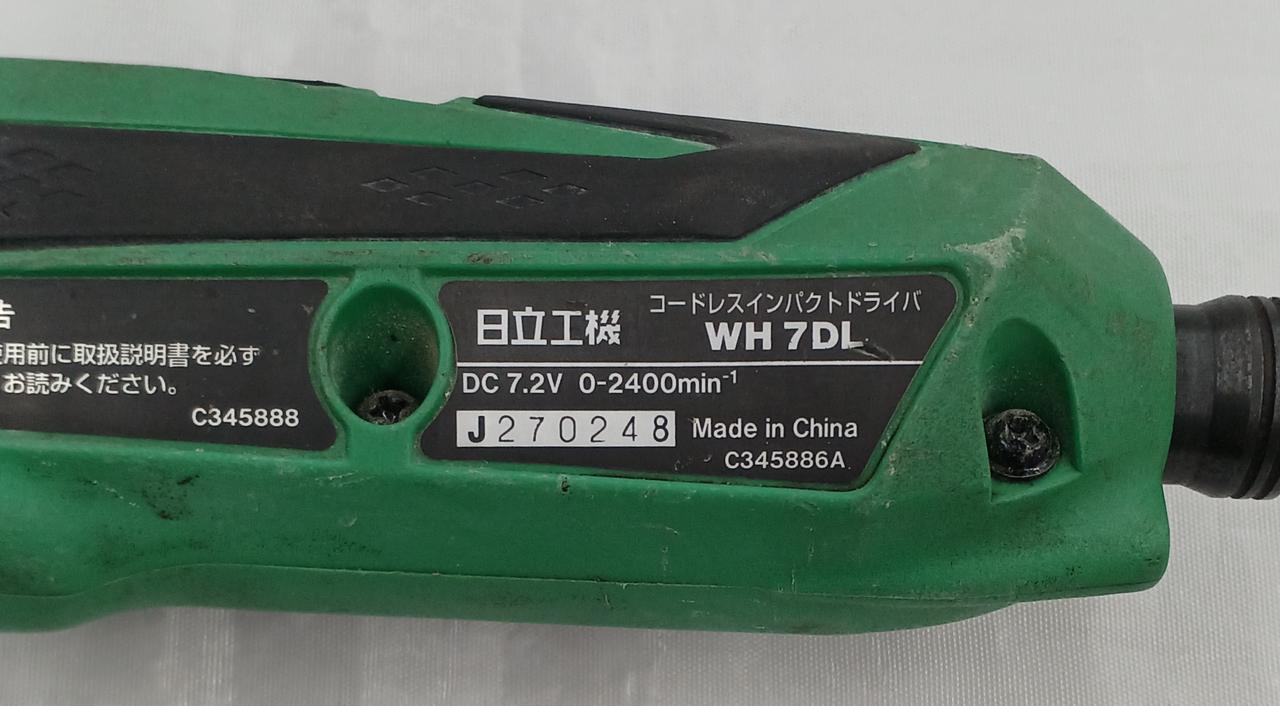 告
使用前に取扱説明書を必ず
お読みください。
C345888
コードレスインパクトドライバ
日立工機 WH 7DL
DC 7.2V 0-2400min⁻¹
J270248 Made in China
C345886A